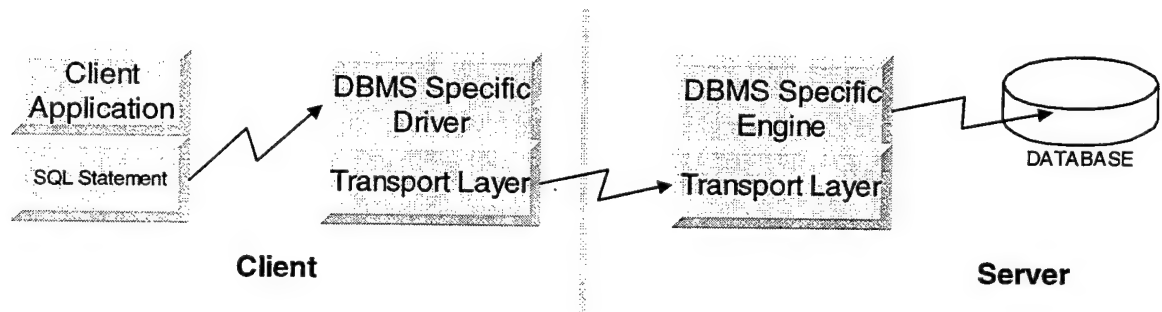 Client
Application
SQL Statement
DBMS Specific
Driver
Transport Layer
DBMS Specific
Engine
Transport Layer
DATABASE
Client
Server